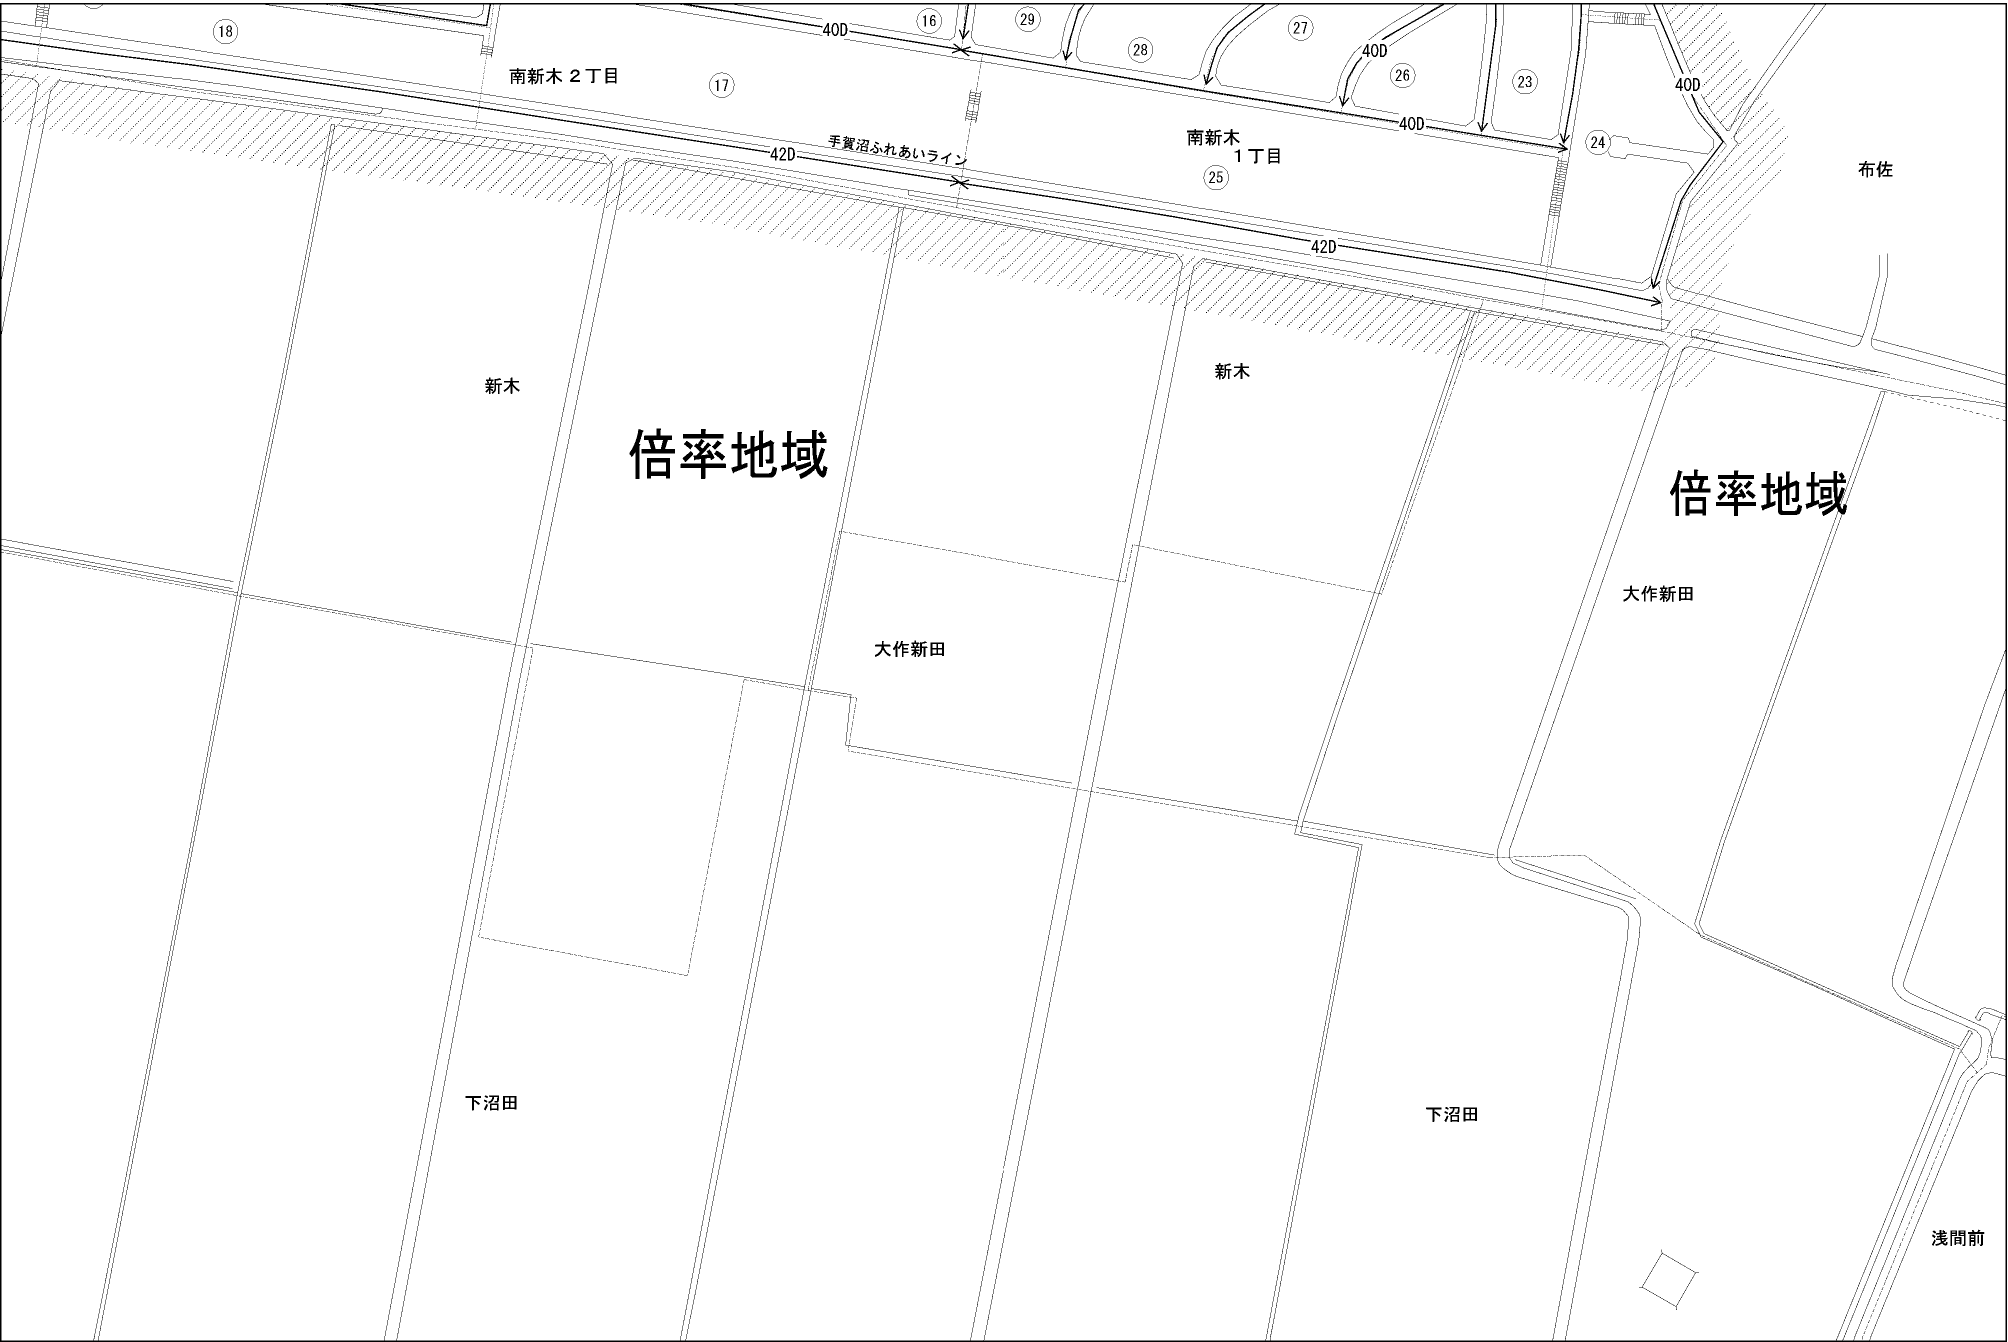 16
29
27
40D
28
40D
18
26
23
40D
南新木２丁目
17
40D
南新木
１丁目
24
手賀沼ふれあいライン
42D
25
布佐
42D
新木
新木
倍率地域
倍率地域
大作新田
大作新田
下沼田
下沼田
浅間前